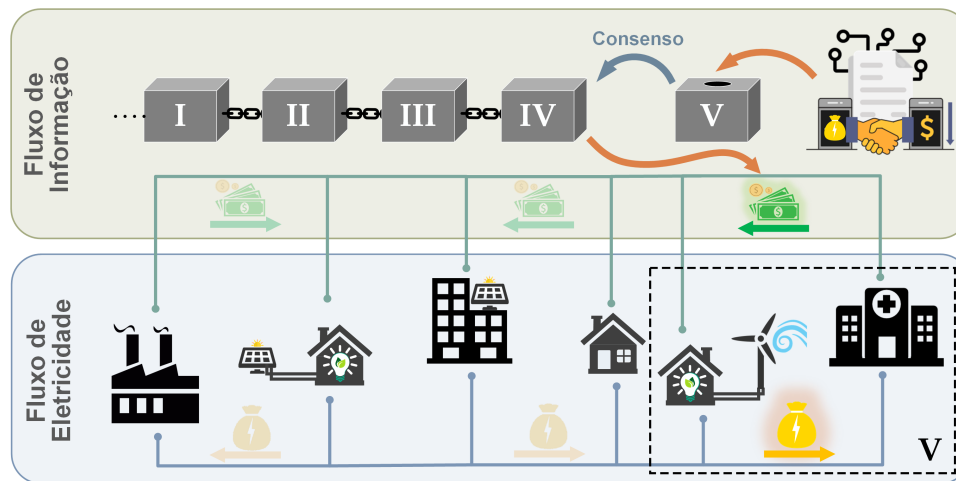 Fluxo de
Informação
Consenso
....
I
II
III
IV
V
$
$
$
$
Fluxo de
Eletricidade
V